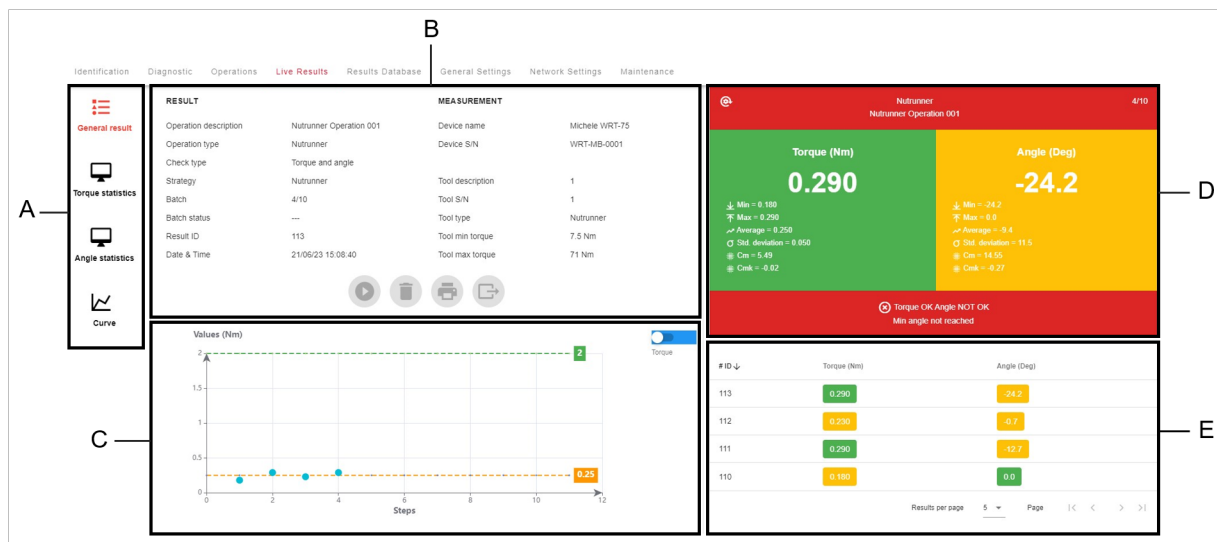 B
Identification Diagnostic Operations Live Results Results Database General Settings Network Settings Maintenance
A
General result
Torque statistics
Angle statistics
Curve
RESULT MEASUREMENT
Operation description Nutrunner Operation 001 Device name Michele WRT-75
Operation type Nutrunner Device S/N WRT-MB-0001
Check type Torque and angle
Strategy Nutrunner Tool description 1
Batch 4/10 Tool S/N 1
Batch status --- Tool type Nutrunner
Result ID 113 Tool min torque 7.5 Nm
Date & Time 21/06/23 15:08:40 Tool max torque 71 Nm
Nutrunner 4/10
Nutrunner Operation 001
Torque (Nm) Angle (Deg)
0.290 -24.2
Min = 0.180 Min = -24.2
Max = 0.290 Max = 0.0
Average = 0.250 Average = -9.4
Std. deviation = 0.050 Std. deviation = 11.5
Cm = 5.49 Cm = 14.55
Cmk = -0.02 Cmk = -0.27
Torque OK Angle NOT OK
Min angle not reached
D
C
Values (Nm)
Torque
2 2
1.5
1
0.5
0.25
0
0 2 4 6 8 10 12
Steps
E
# ID Torque (Nm) Angle (Deg)
113 0.290 -24.2
112 0.230 -0.7
111 0.290 -12.7
110 0.180 0.0
Results per page 5 Page